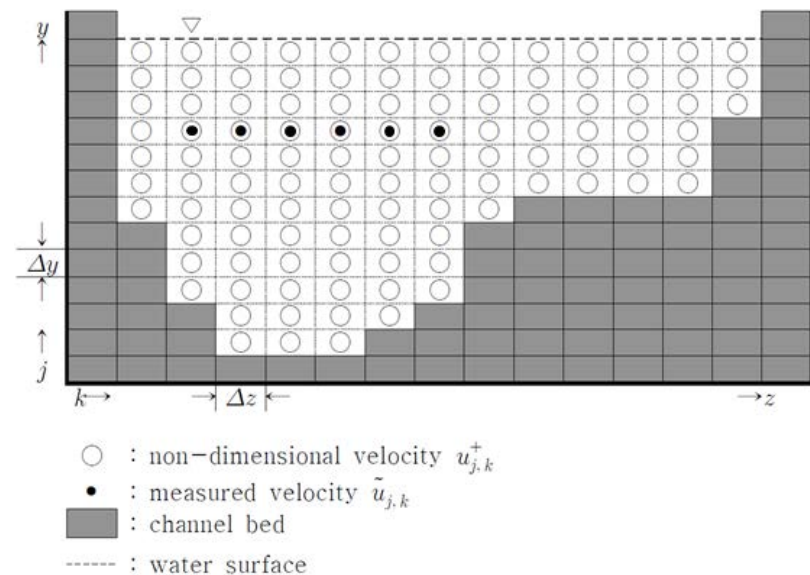 y
Δy
j
k
Δz
z
: non-dimensional velocity u⁺j,k
: measured velocity ũj,k
: channel bed
: water surface